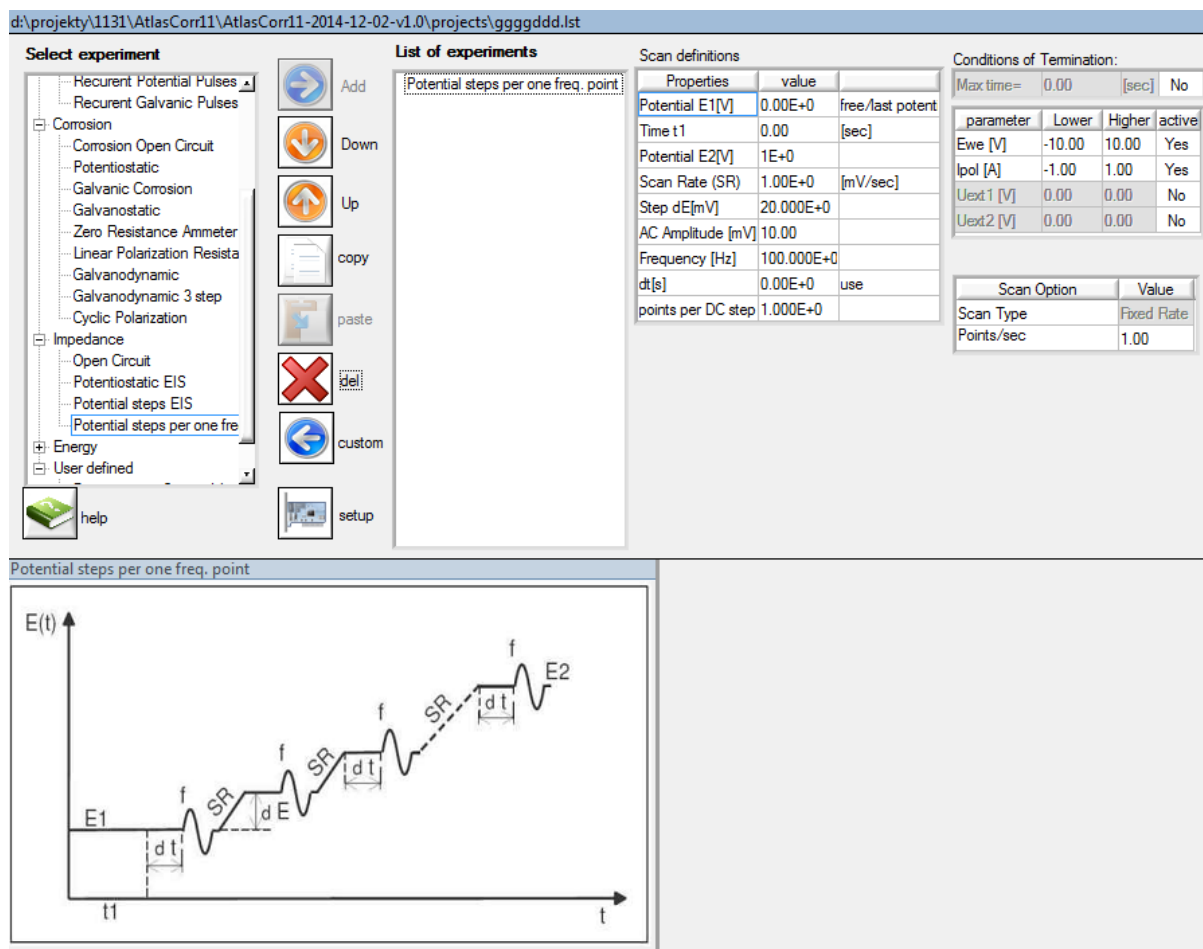 d:\projekty\1131\AtlasCorr11\AtlasCorr11-2014-12-02-v1.0\projects\ggggddd.lst
Select experiment
Recurent Potential Pulses
Recurent Galvanic Pulses
Corrosion
Corrosion Open Circuit
Potentiostatic
Galvanic Corrosion
Galvanostatic
Zero Resistance Ammeter
Linear Polarization Resista
Galvanodynamic
Galvanodynamic 3 step
Cyclic Polarization
Impedance
Open Circuit
Potentiostatic EIS
Potential steps EIS
Potential steps per one fre
Energy
User defined
help
Add
Down
Up
copy
paste
del
custom
setup
List of experiments
Potential steps per one freq. point
Scan definitions
Properties value
Potential E1[V] 0.00E+0 free/last potent
Time t1 0.00 [sec]
Potential E2[V] 1E+0
Scan Rate (SR) 1.00E+0 [mV/sec]
Step dE[mV] 20.000E+0
AC Amplitude [mV] 10.00
Frequency [Hz] 100.000E+0
dt[s] 0.00E+0 use
points per DC step 1.000E+0
Conditions of Termination:
Max time= 0.00 [sec] No
parameter Lower Higher active
Ewe [V] -10.00 10.00 Yes
Ipol [A] -1.00 1.00 Yes
Uext1 [V] 0.00 0.00 No
Uext2 [V] 0.00 0.00 No
Scan Option Value
Scan Type Fixed Rate
Points/sec 1.00
Potential steps per one freq. point
E(t)
f
E2
SR
d t
f
SR
d t
f
SR
d E
f
E1
d t
t1
t